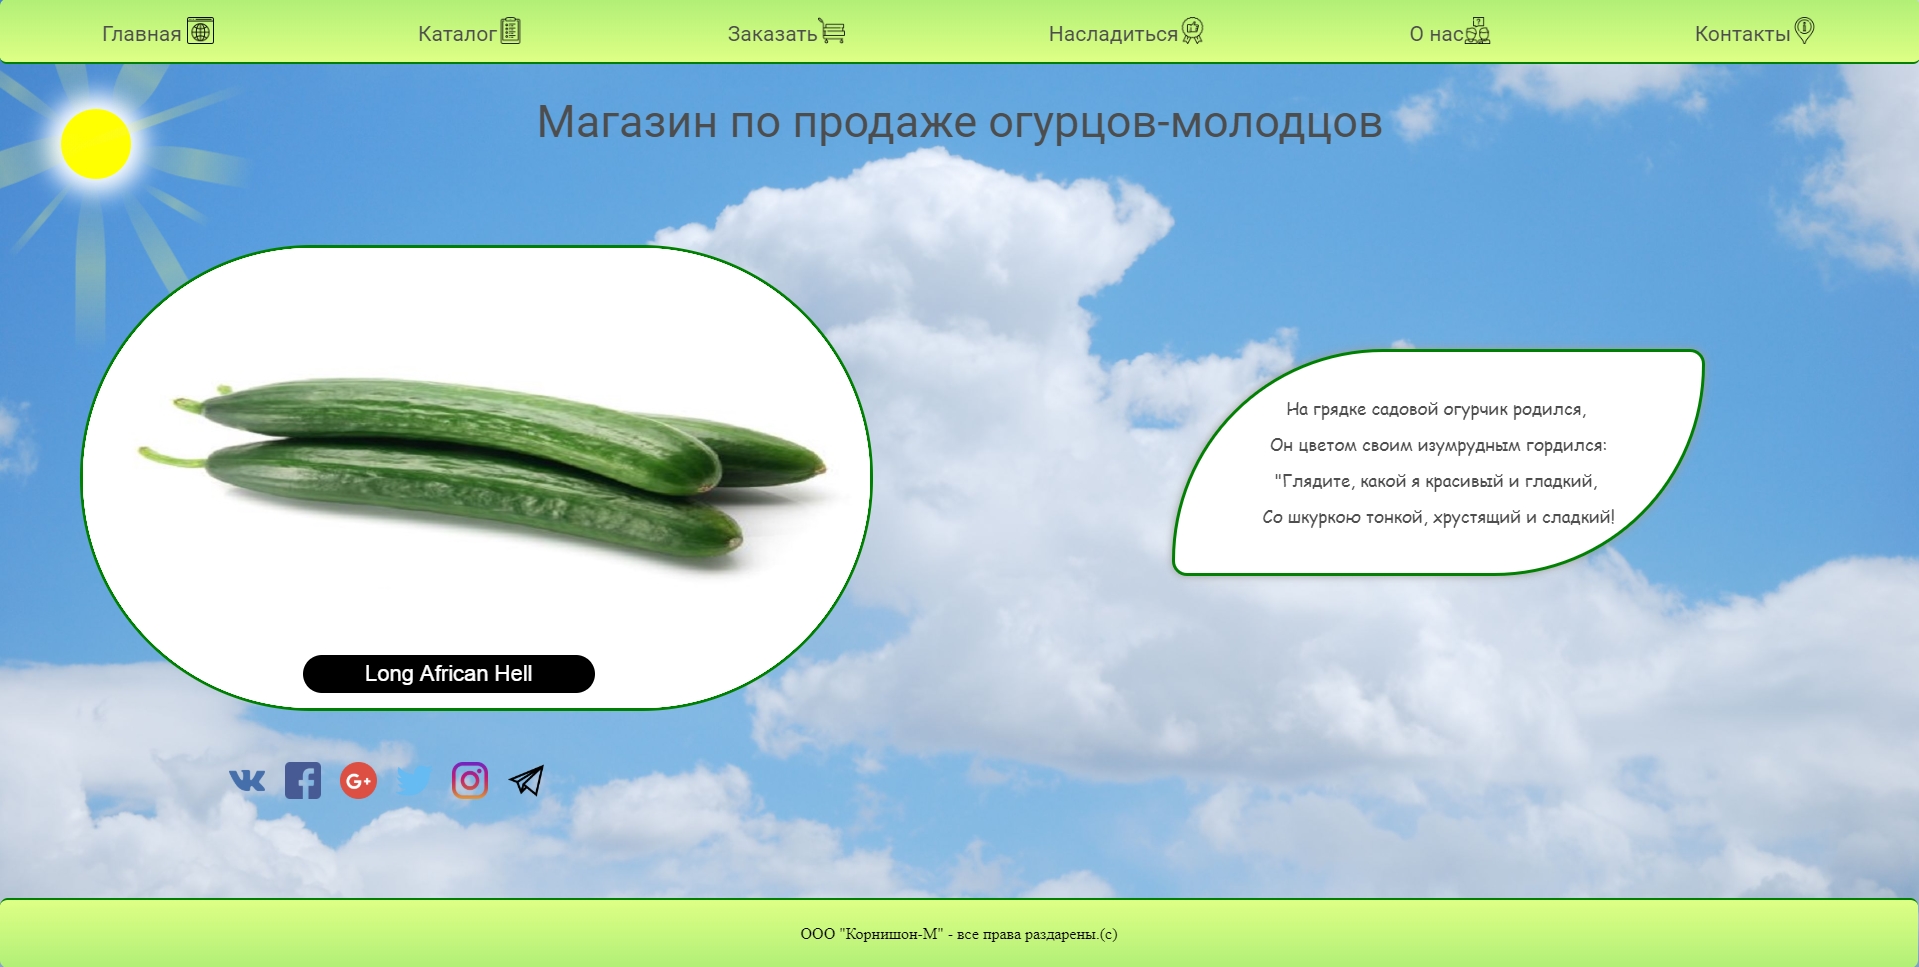 Главная
Каталог
Заказать
Насладиться
О нас
Контакты
Магазин по продаже огурцов-молодцов
На грядке садовой огурчик родился,
Он цветом своим изумрудным гордился:
"Глядите, какой я красивый и гладкий,
Со шкуркою тонкой, хрустящий и сладкий!
Long African Hell
ООО "Корнишон-М" - все права раздарены.(с)